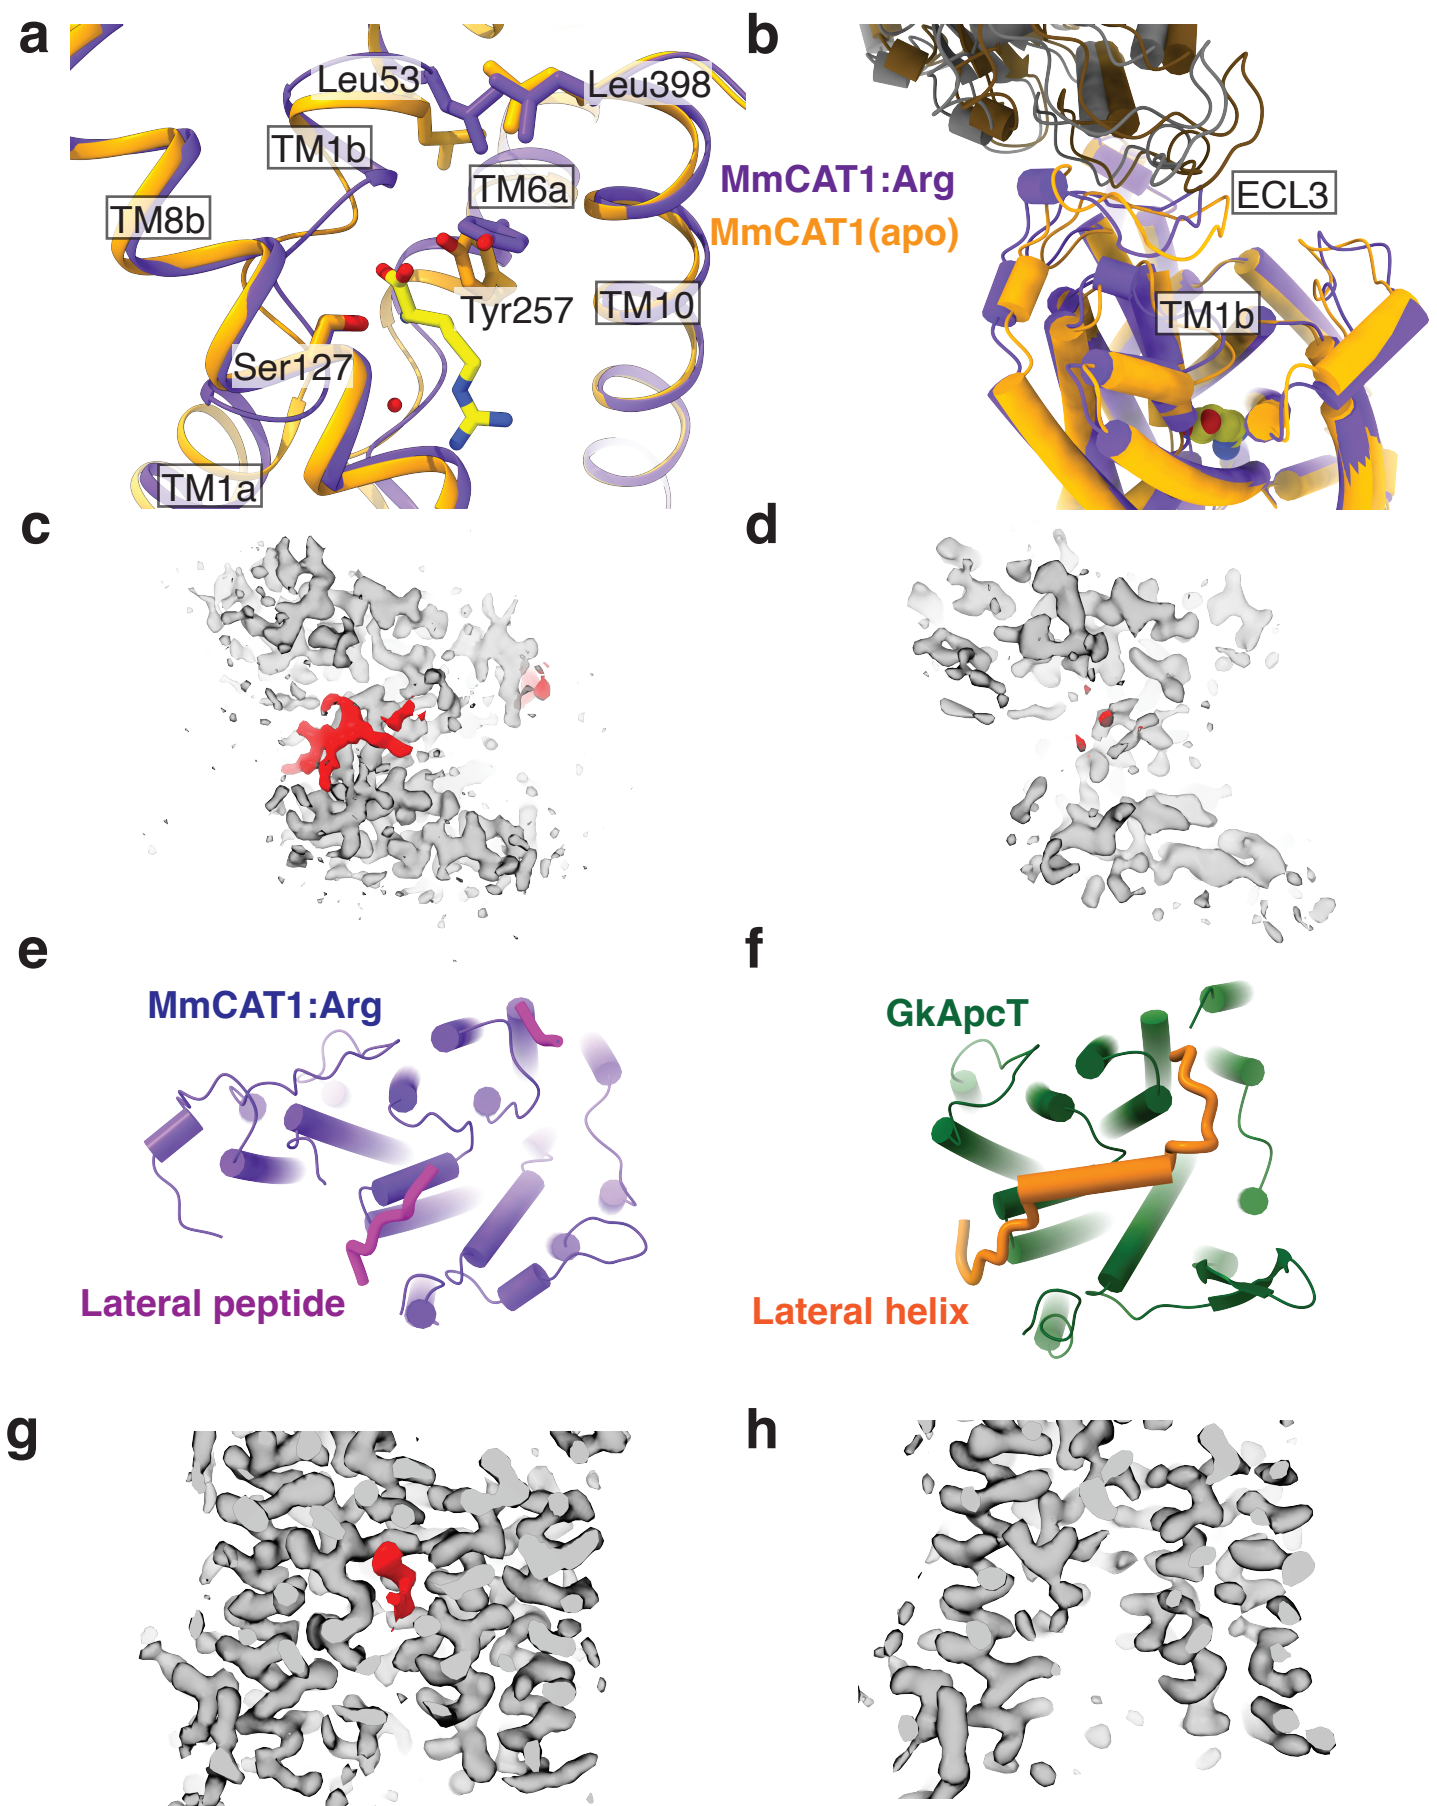 a
Leu53
Leu398
TM1b
TM6a
TM8b
Tyr257
TM10
Ser127
TM1a
b
MmCAT1:Arg
MmCAT1(apo)
ECL3
TM1b
c
d
e
MmCAT1:Arg
Lateral peptide
f
GkApcT
Lateral helix
g
h